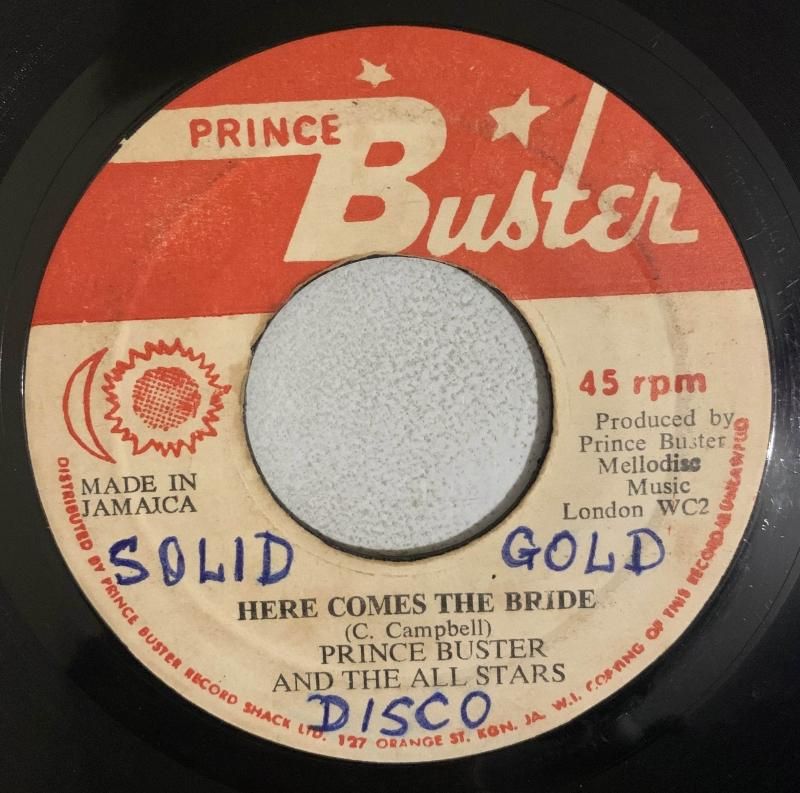 PRINCE
Buster
45 rpm
Produced by
Prince Buster
Mellodisc
Music
London WC2
MADE IN
JAMAICA
SOLID GOLD
HERE COMES THE BRIDE
(C. Campbell)
PRINCE BUSTER
AND THE ALL STARS
DISCO
DISTRIBUTED BY PRINCE BUSTER RECORD SHACK LTD. 127 ORANGE ST. KGN. JA. W.I. COPYING OF THIS RECORD IS UNLAWFUL